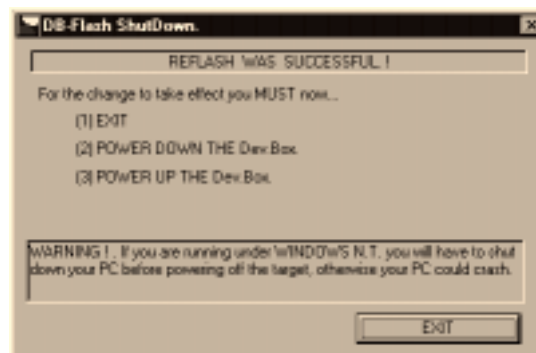 DB-Flash ShutDown.
REFLASH WAS SUCCESSFUL !
For the change to take effect you MUST now...
(1) EXIT
(2) POWER DOWN THE Dev.Box.
(3) POWER UP THE Dev.Box.
WARNING ! , If you are running under WINDOWS N.T. you will have to shut
down your PC before powering off the target, otherwise your PC could crash.
EXIT